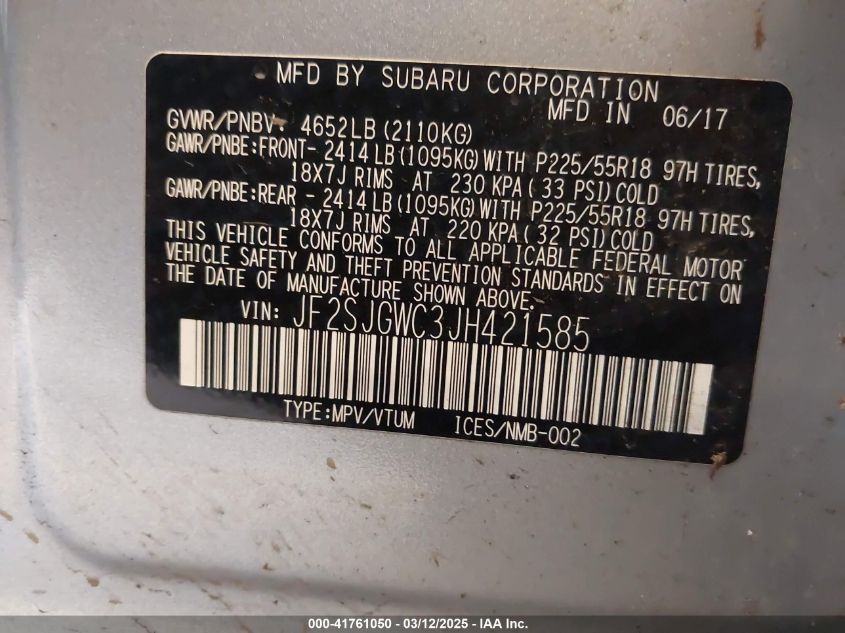 MFD BY SUBARU CORPORATION
MFD IN 06/17
GVWR/PNBV: 4652LB (2110KG)
GAWR/PNBE:FRONT- 2414LB (1095KG) WITH P225/55R18 97H TIRES,
18X7J RIMS AT 230 KPA ( 33 PSI) COLD
GAWR/PNBE:REAR - 2414LB (1095KG) WITH P225/55R18 97H TIRES,
18X7J RIMS AT 220 KPA ( 32 PSI) COLD
THIS VEHICLE CONFORMS TO ALL APPLICABLE FEDERAL MOTOR
VEHICLE SAFETY AND THEFT PREVENTION STANDARDS IN EFFECT ON
THE DATE OF MANUFACTURE SHOWN ABOVE.
VIN: JF2SJGWC3JH421585
TYPE:MPV/VTUM ICES/NMB-002
000-41761050 - 03/12/2025 - IAA Inc.